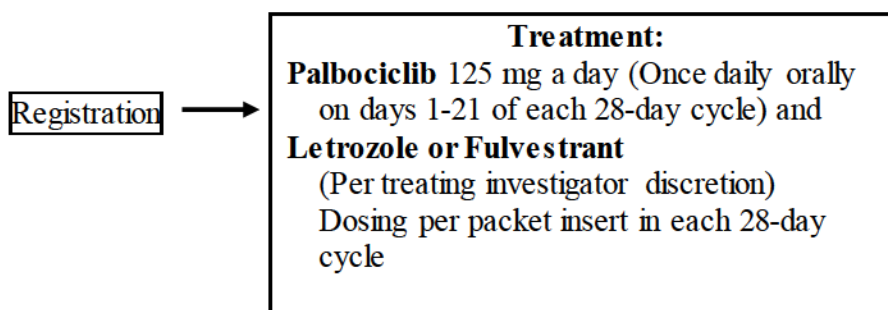 Registration
Treatment:
Palbociclib 125 mg a day (Once daily orally
on days 1-21 of each 28-day cycle) and
Letrozole or Fulvestrant
(Per treating investigator discretion)
Dosing per packet insert in each 28-day
cycle